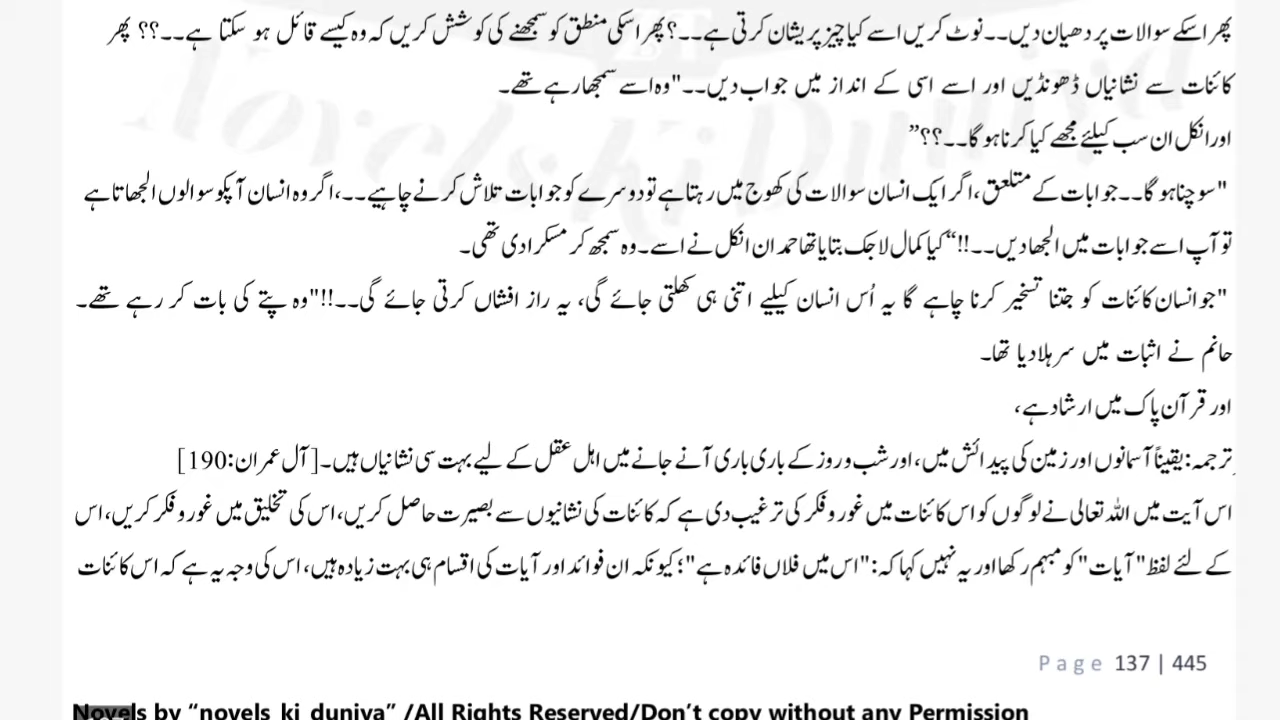 پھر اسکے سوالات پر دھیان دیں۔۔ نوٹ کریں اسے کیا چیز پریشان کرتی ہے۔۔؟ پھر اسکی منطق کو سمجھنے کی کوشش کریں کہ وہ کیسے قائل ہو سکتا ہے۔۔؟؟ پھر
کائنات سے نشانیاں ڈھونڈیں اور اسے اسی کے انداز میں جواب دیں۔۔" وہ اسے سمجھا رہے تھے۔
اور انکل ان سب کیلئے مجھے کیا کرنا ہو گا۔۔؟؟”
"سوچنا ہو گا۔۔ جوابات کے متلعق، اگر ایک انسان سوالات کی کھوج میں رہتا ہے تو دوسرے کو جوابات تلاش کرنے چاہیے۔۔، اگر وہ انسان آپکو سوالوں الجھاتا ہے
تو آپ اسے جوابات میں الجھا دیں۔۔!!“ کیا کمال لاجک بتایا تھا حمدان انکل نے اسے۔ وہ سمجھ کر مسکرا دی تھی۔
"جو انسان کائنات کو جتنا تسخیر کرنا چاہے گا یہ اُس انسان کیلیے اتنی ہی کھلتی جائے گی، یہ راز افشاں کرتی جائے گی۔۔!!" وہ پتے کی بات کر رہے تھے۔
حانم نے اثبات میں سر ہلا دیا تھا۔
اور قرآن پاک میں ارشاد ہے،
ترجمہ: یقیناً آسمانوں اور زمین کی پیدائش میں، اور شب و روز کے باری باری آنے جانے میں اہل عقل کے لیے بہت سی نشانیاں ہیں۔ [آل عمران:190]
اس آیت میں اللہ تعالی نے لوگوں کو اس کائنات میں غور و فکر کی ترغیب دی ہے کہ کائنات کی نشانیوں سے بصیرت حاصل کریں، اس کی تخلیق میں غور و فکر کریں، اس
کے لئے لفظ "آیات" کو مبہم رکھا اور یہ نہیں کہا کہ: "اس میں فلاں فائدہ ہے"؛ کیونکہ ان فوائد اور آیات کی اقسام ہی بہت زیادہ ہیں، اس کی وجہ یہ ہے کہ اس کائنات
Page 137 | 445
Novels by “novels_ki_duniya” /All Rights Reserved/Don’t copy without any Permission